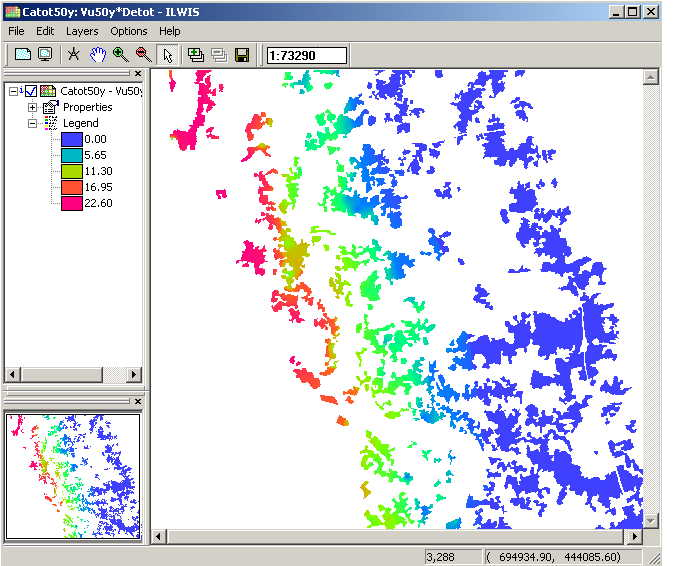 Catot50y: Vu50y*Detot - ILWIS
File Edit Layers Options Help
1:73290
Catot50y - Vu50y
Properties
Legend
0.00
5.65
11.30
16.95
22.60
3,288 ( 694934.90, 444085.60)